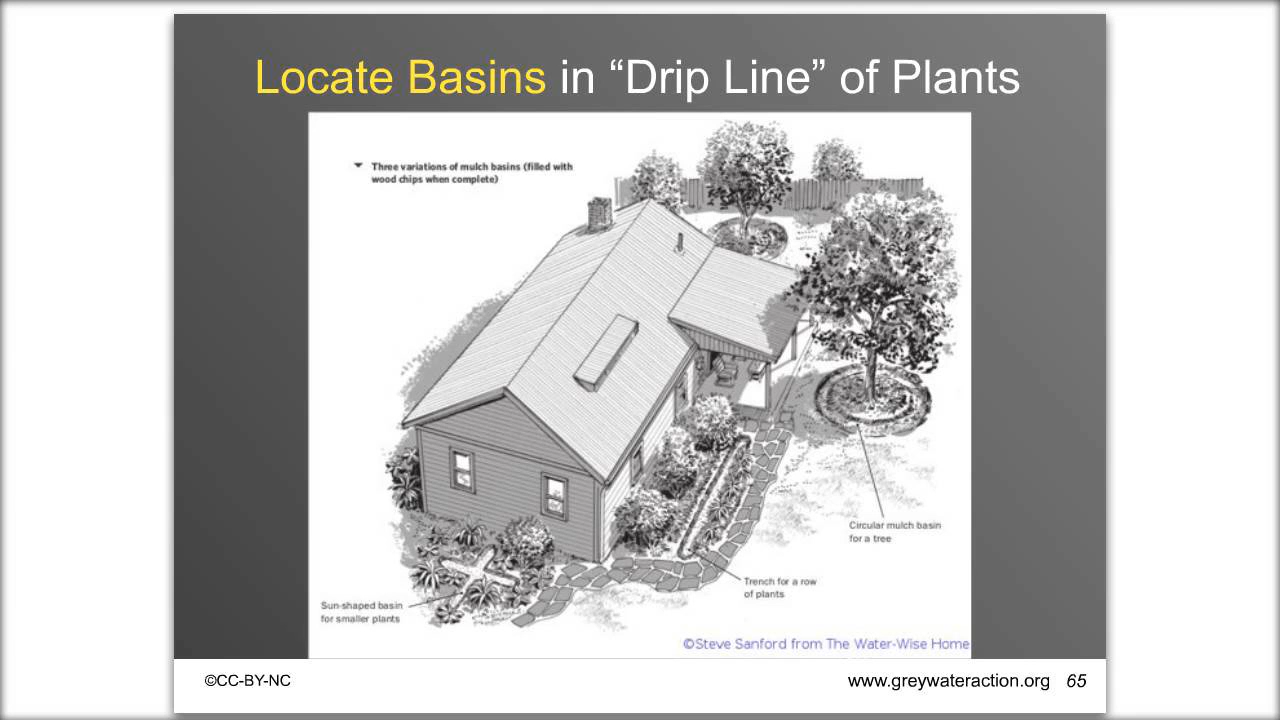 Locate Basins in “Drip Line” of Plants
Three variations of mulch basins (filled with
wood chips when complete)
Circular mulch basin
for a tree
Trench for a row
of plants
Sun-shaped basin
for smaller plants
©Steve Sanford from The Water-Wise Home
©CC-BY-NC
www.greywateraction.org 65